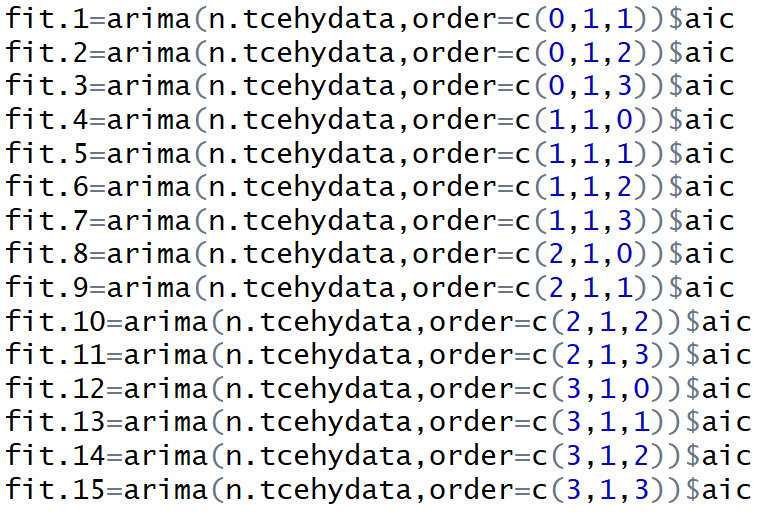 fit.1=arima(n.tcehydata,order=c(0,1,1))$aic
fit.2=arima(n.tcehydata,order=c(0,1,2))$aic
fit.3=arima(n.tcehydata,order=c(0,1,3))$aic
fit.4=arima(n.tcehydata,order=c(1,1,0))$aic
fit.5=arima(n.tcehydata,order=c(1,1,1))$aic
fit.6=arima(n.tcehydata,order=c(1,1,2))$aic
fit.7=arima(n.tcehydata,order=c(1,1,3))$aic
fit.8=arima(n.tcehydata,order=c(2,1,0))$aic
fit.9=arima(n.tcehydata,order=c(2,1,1))$aic
fit.10=arima(n.tcehydata,order=c(2,1,2))$aic
fit.11=arima(n.tcehydata,order=c(2,1,3))$aic
fit.12=arima(n.tcehydata,order=c(3,1,0))$aic
fit.13=arima(n.tcehydata,order=c(3,1,1))$aic
fit.14=arima(n.tcehydata,order=c(3,1,2))$aic
fit.15=arima(n.tcehydata,order=c(3,1,3))$aic